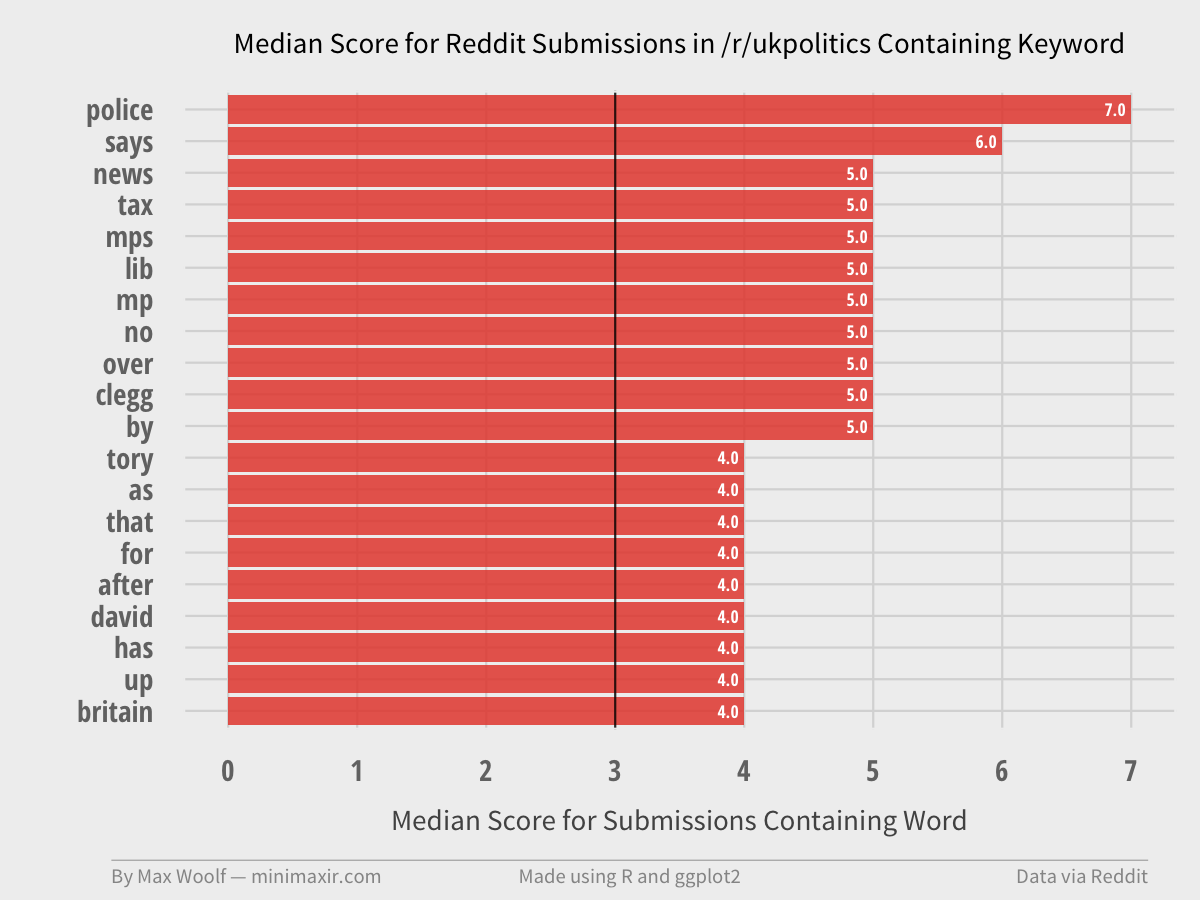 Median Score for Reddit Submissions in /r/ukpolitics Containing Keyword
police 7.0
says 6.0
news 5.0
tax 5.0
mps 5.0
lib 5.0
mp 5.0
no 5.0
over 5.0
clegg 5.0
by 5.0
tory 4.0
as 4.0
that 4.0
for 4.0
after 4.0
david 4.0
has 4.0
up 4.0
britain 4.0
0 1 2 3 4 5 6 7
Median Score for Submissions Containing Word
By Max Woolf — minimaxir.com Made using R and ggplot2 Data via Reddit